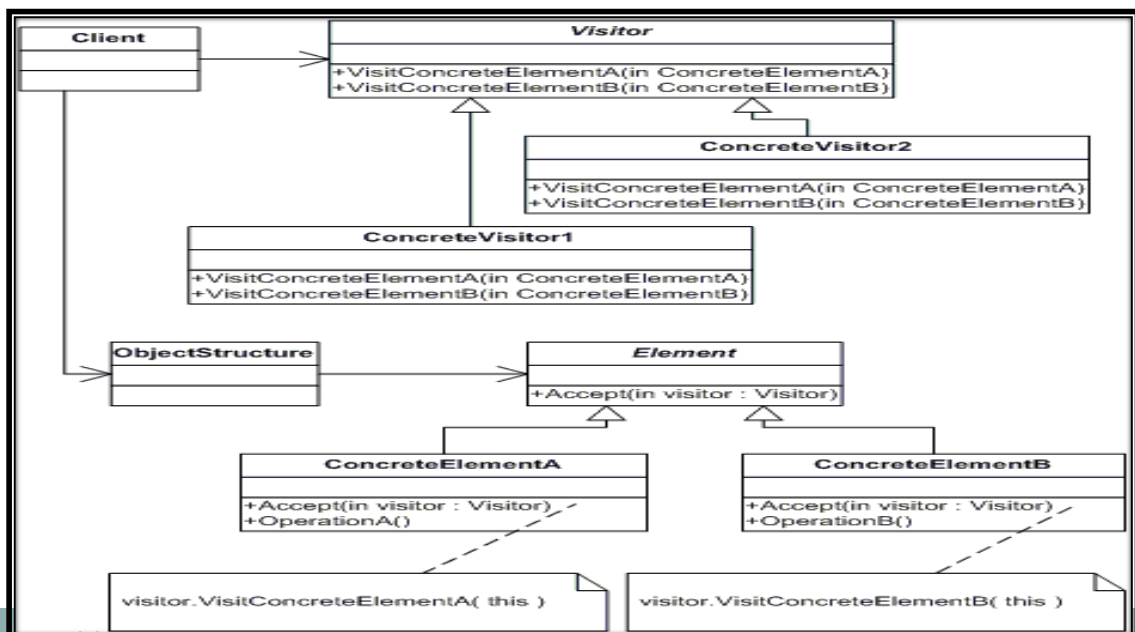 Client
Visitor
+VisitConcreteElementA(in ConcreteElementA)
+VisitConcreteElementB(in ConcreteElementB)
ConcreteVisitor2
+VisitConcreteElementA(in ConcreteElementA)
+VisitConcreteElementB(in ConcreteElementB)
ConcreteVisitor1
+VisitConcreteElementA(in ConcreteElementA)
+VisitConcreteElementB(in ConcreteElementB)
ObjectStructure
Element
+Accept(in visitor : Visitor)
ConcreteElementA
+Accept(in visitor : Visitor)
+OperationA()
ConcreteElementB
+Accept(in visitor : Visitor)
+OperationB()
visitor.VisitConcreteElementA( this )
visitor.VisitConcreteElementB( this )